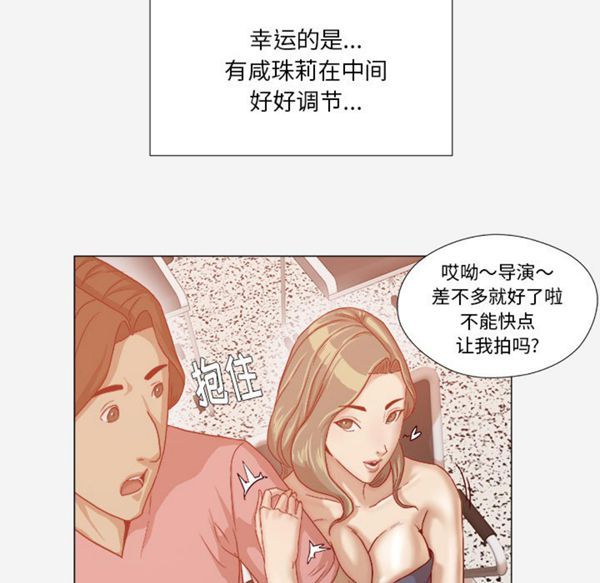 幸运的是...
有咸珠莉在中间
好好调节...
哎呦～导演～
差不多就好了啦
不能快点
让我拍吗?
抱住